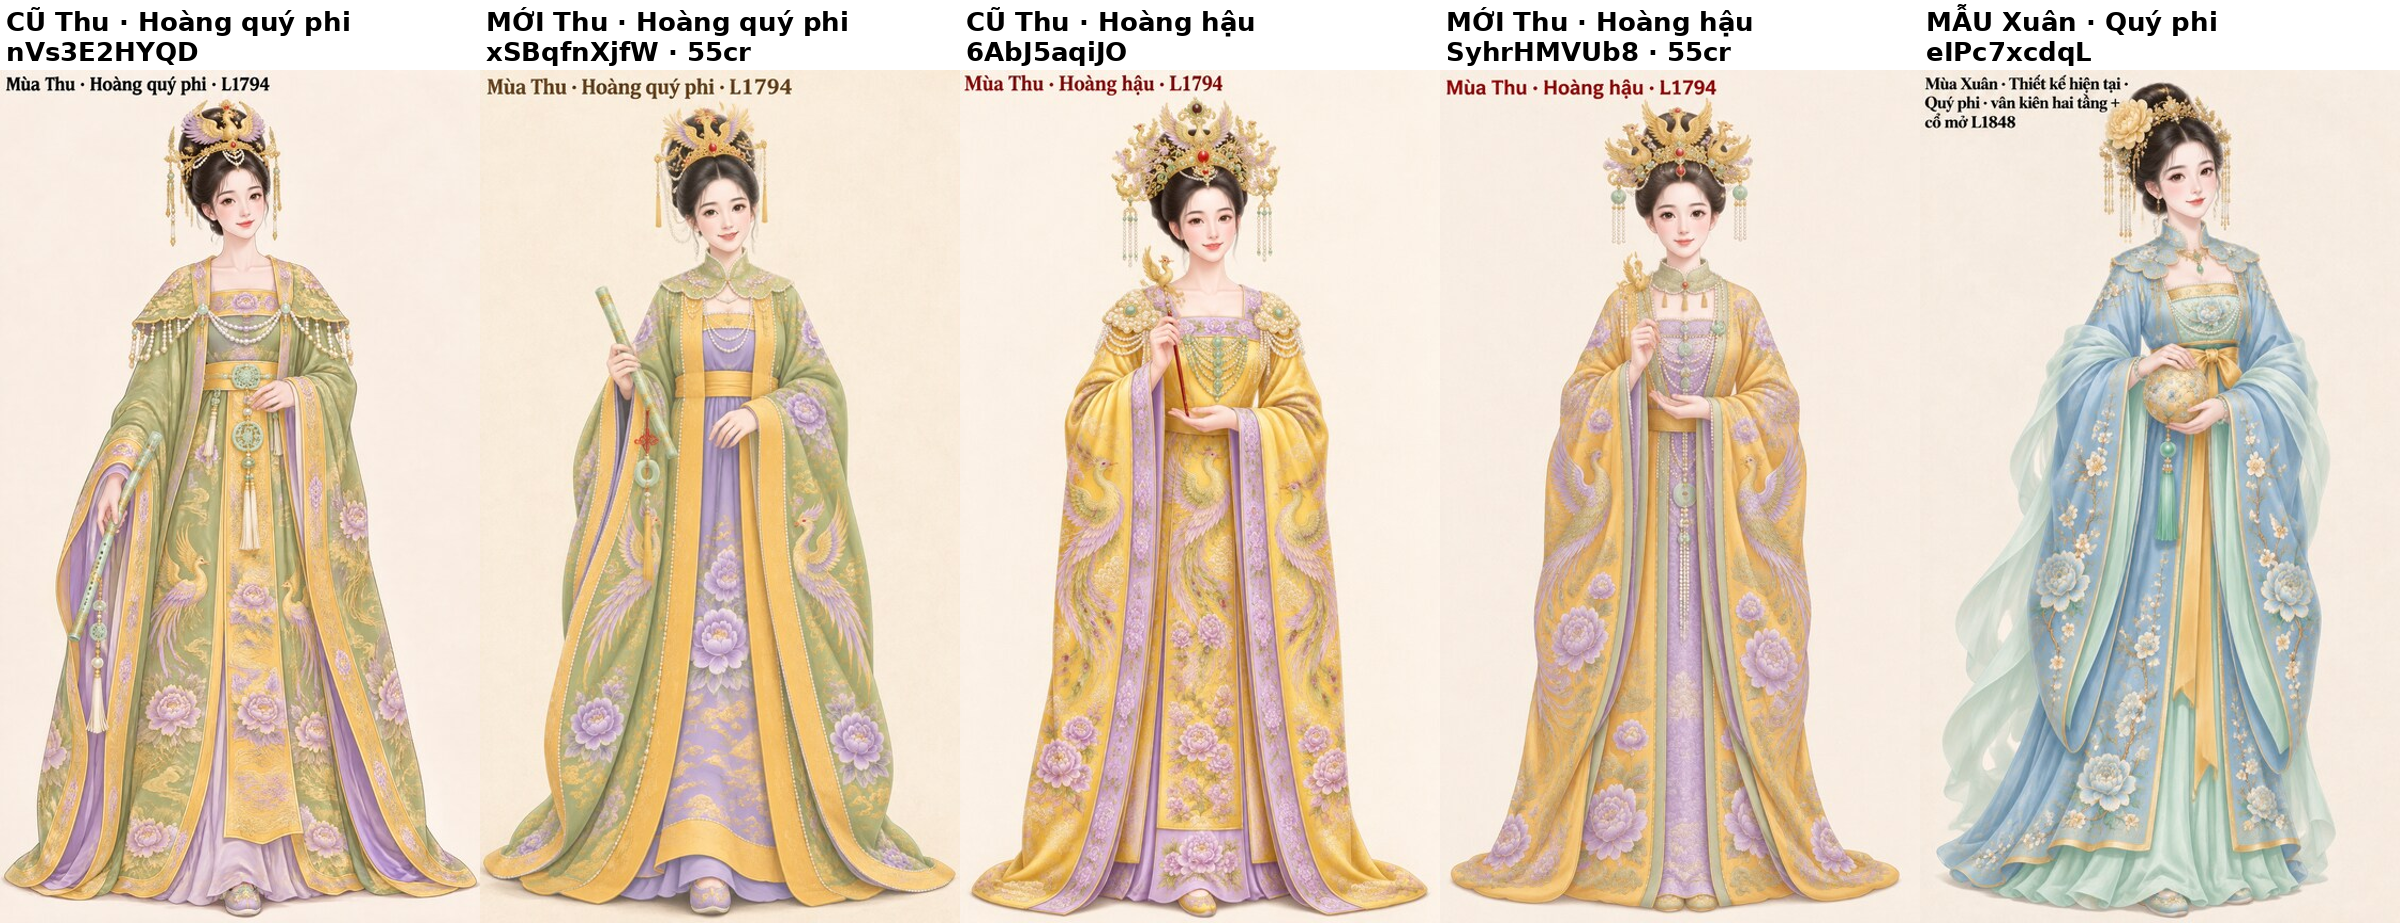 CŨ Thu · Hoàng quý phi
nVs3E2HYQD
Mùa Thu · Hoàng quý phi · L1794
MỚI Thu · Hoàng quý phi
xSBqfnXjfW · 55cr
Mùa Thu · Hoàng quý phi · L1794
CŨ Thu · Hoàng hậu
6AbJ5aqiJO
Mùa Thu · Hoàng hậu · L1794
MỚI Thu · Hoàng hậu
SyhrHMVUb8 · 55cr
Mùa Thu · Hoàng hậu · L1794
MẪU Xuân · Quý phi
eIPc7xcdqL
Mùa Xuân · Thiết kế hiện tại ·
Quý phi · vân kiên hai tầng +
cổ mở L1848